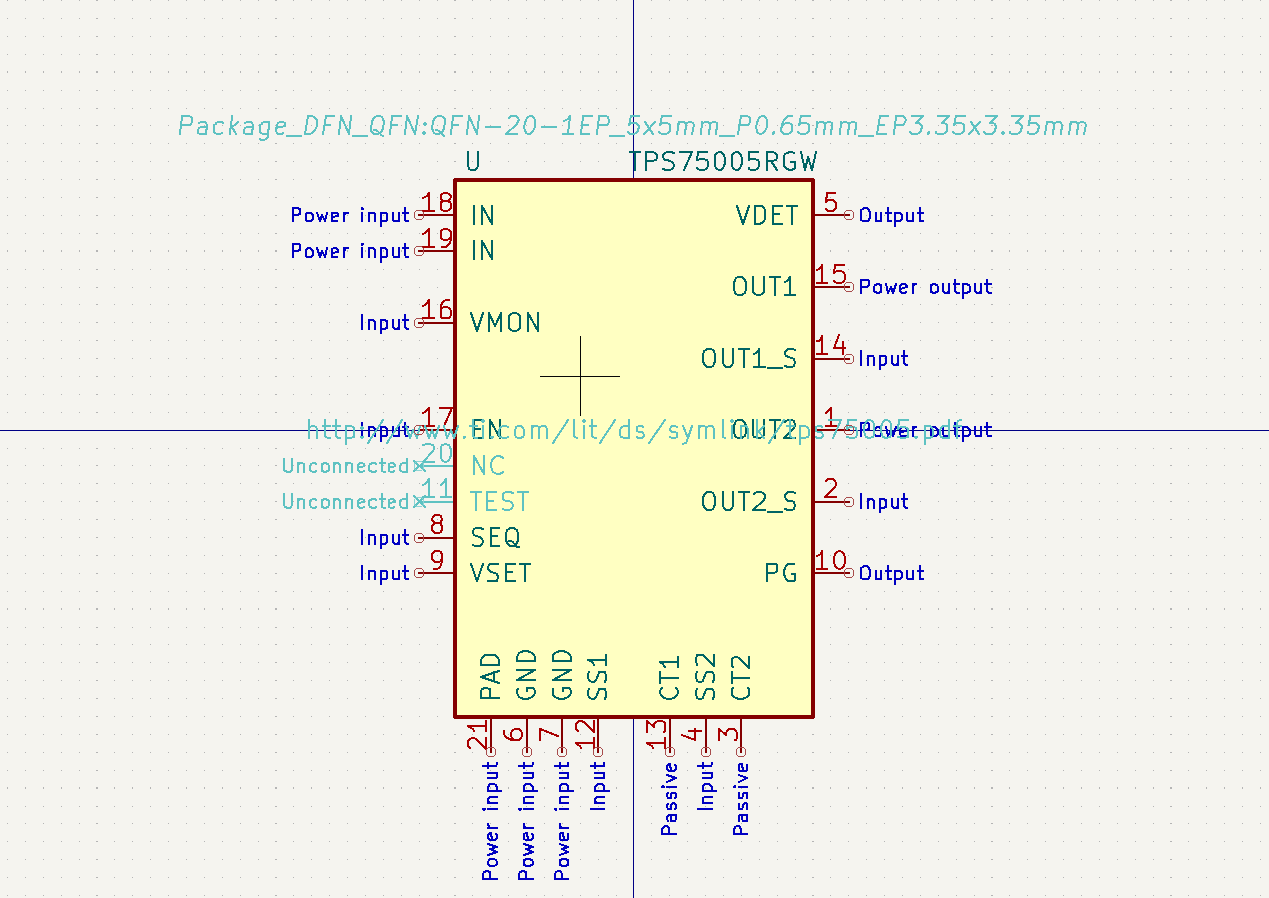 Package_DFN_QFN:QFN-20-1EP_5x5mm_P0.65mm_EP3.35x3.35mm
U TPS75005RGW
Power input 18 IN VDET 5 Output
Power input 19 IN
OUT1 15 Power output
Input 16 VMON
OUT1_S 14 Input
Input 17 EN OUT2 1 Power output
http://www.ti.com/lit/ds/symlink/tps75005.pdf
Unconnected 20 NC
Unconnected 11 TEST OUT2_S 2 Input
Input 8 SEQ
Input 9 VSET PG 10 Output
PAD 21 Power input
GND 6 Power input
GND 7 Power input
SS1 12 Input
CT1 13 Passive
SS2 4 Input
CT2 3 Passive